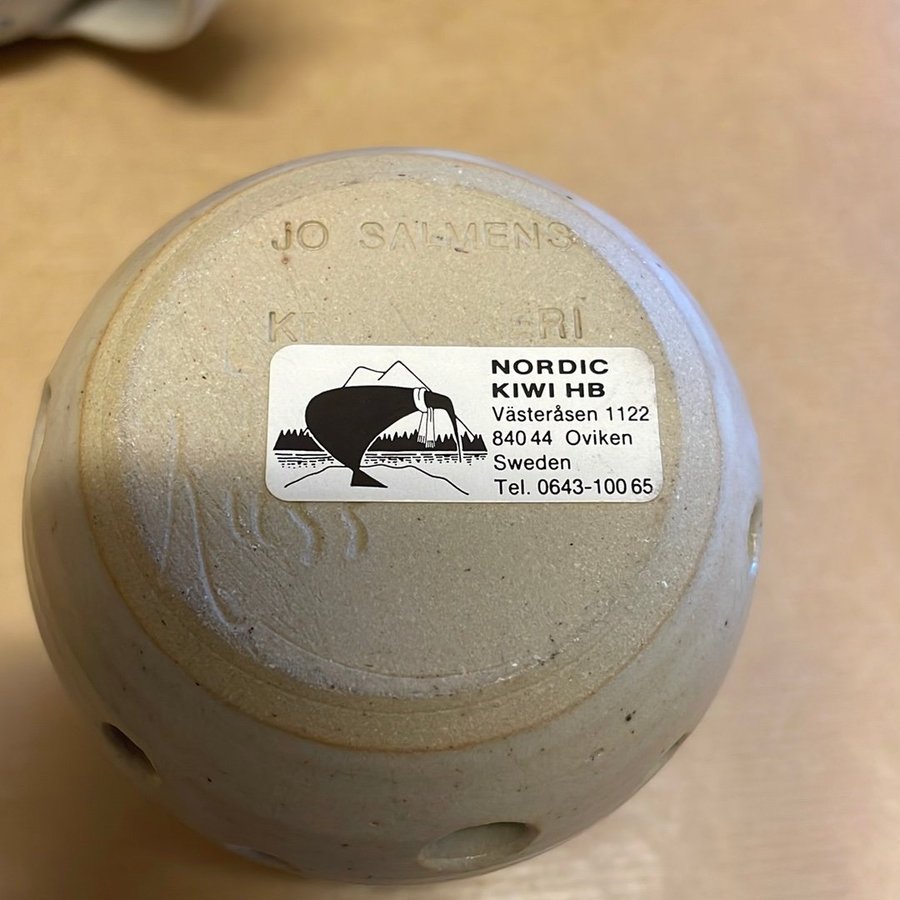 JO SALMENS
NORDIC
KIWI HB
Västeråsen 1122
840 44 Oviken
Sweden
Tel. 0643-100 65